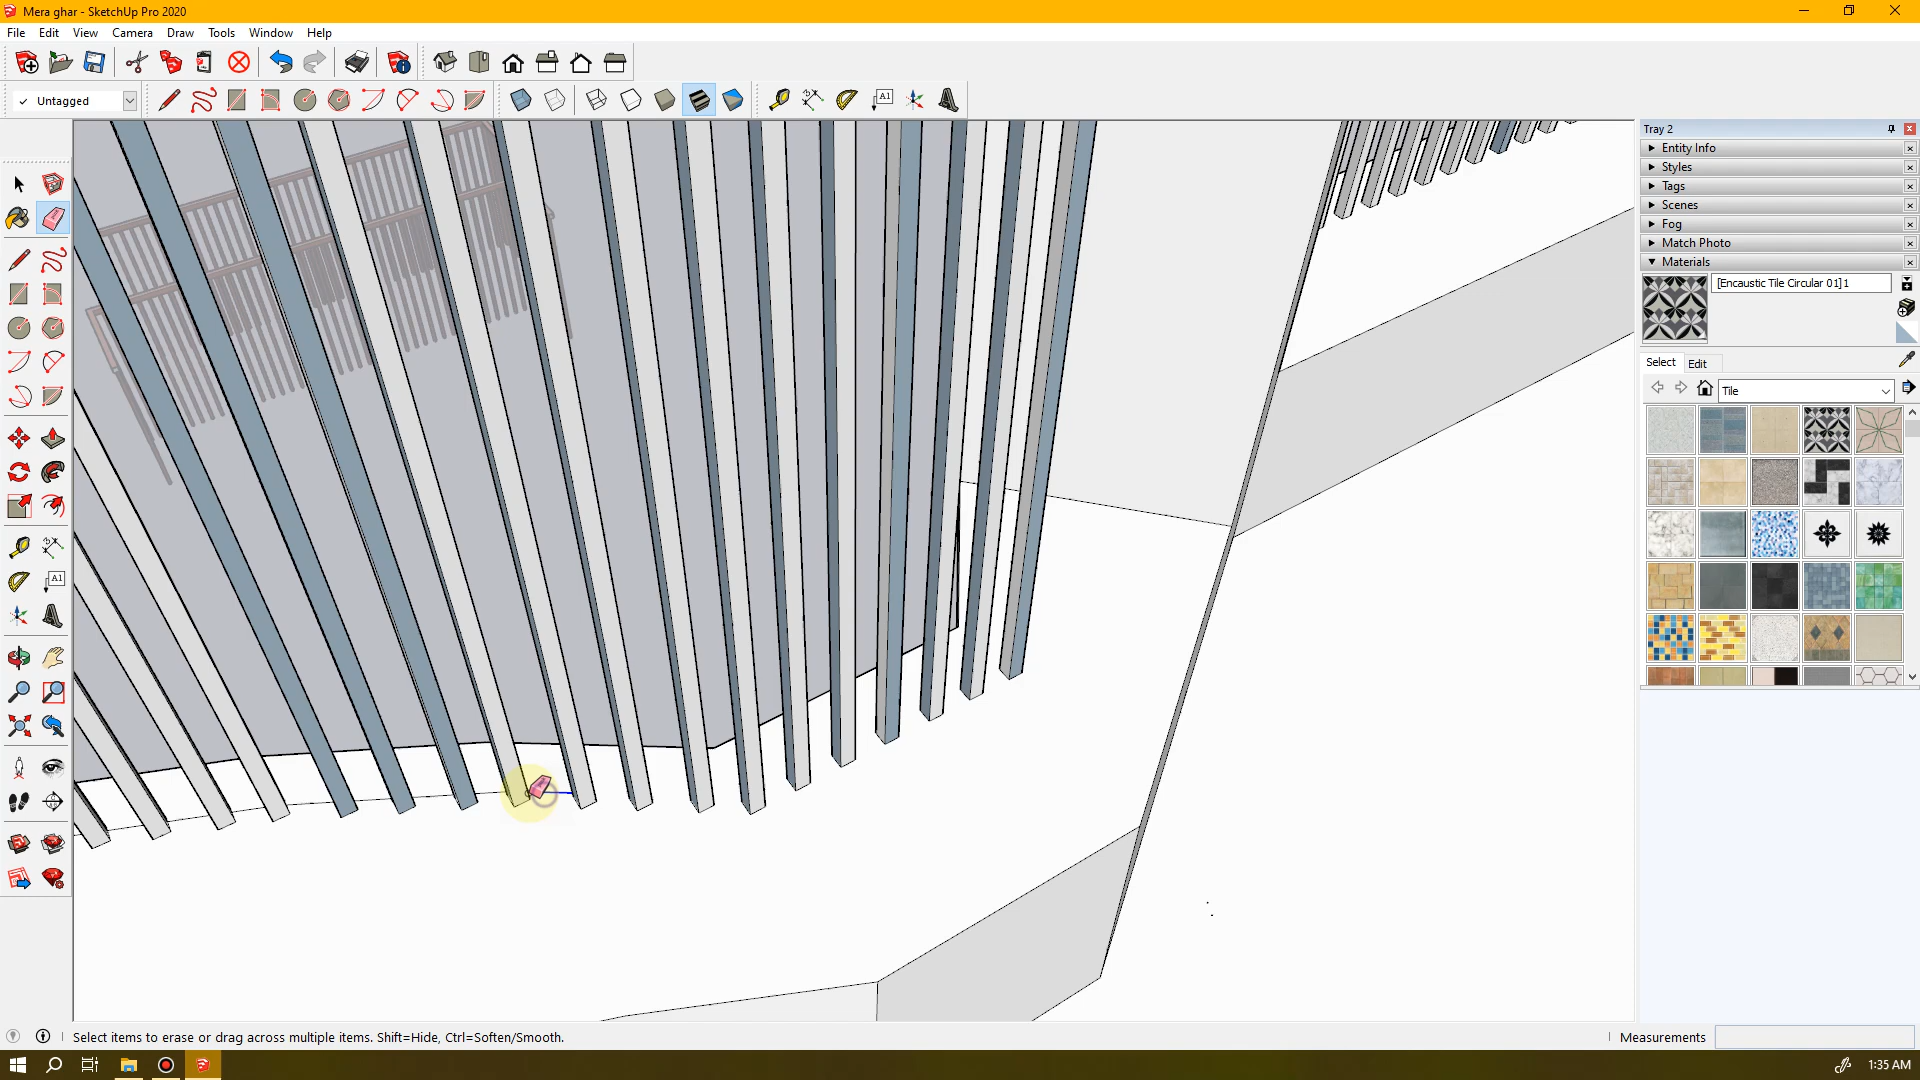 Mera ghar - SketchUp Pro 2020
File Edit View Camera Draw Tools Window Help
Untagged
A1
Tray 2
Entity Info
Styles
Tags
Scenes
Fog
Match Photo
Materials
[Encaustic Tile Circular 01]1
Select Edit
Tile
A1
Select items to erase or drag across multiple items. Shift=Hide, Ctrl=Soften/Smooth.
Measurements
1:35 AM